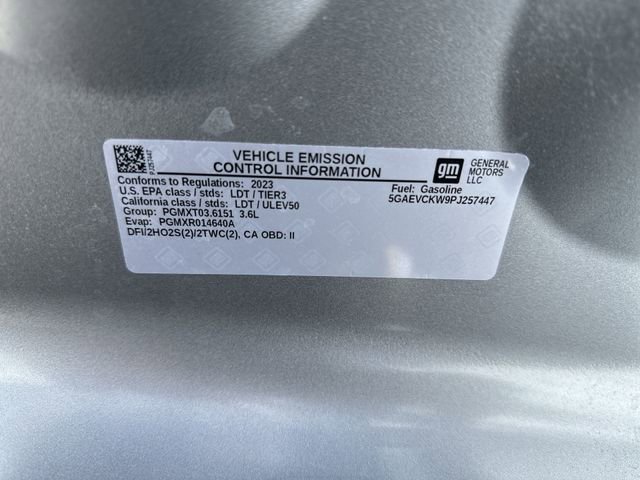 PJ257447
VEHICLE EMISSION
CONTROL INFORMATION
gm
GENERAL
MOTORS
LLC
Conforms to Regulations: 2023
U.S. EPA class / stds: LDT / TIER3
California class / stds: LDT / ULEV50
Group: PGMXT03.6151 3.6L
Evap: PGMXR014640A
DFI/2HO2S(2)/2TWC(2), CA OBD: II
Fuel: Gasoline
5GAEVCKW9PJ257447